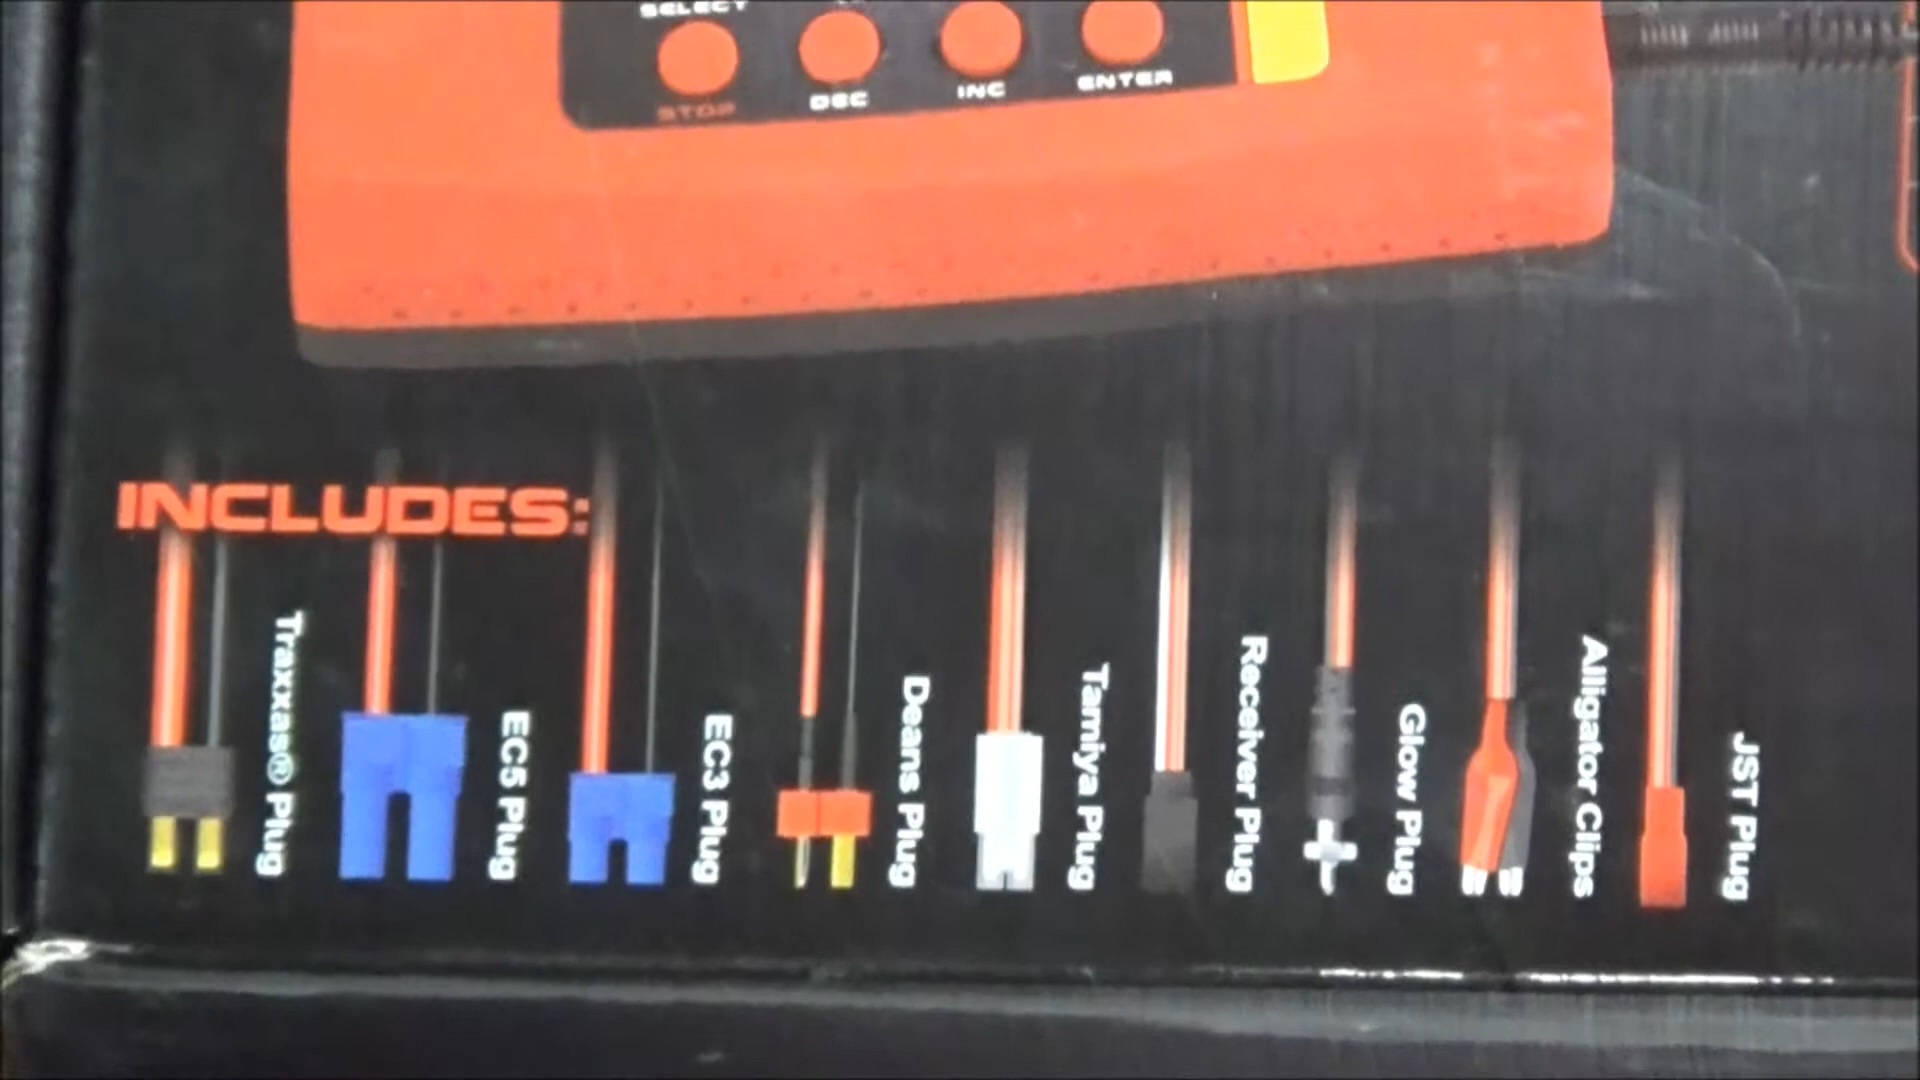 SELECT
STOP
DEC
INC
ENTER
INCLUDES:
Traxxas® Plug
EC5 Plug
EC3 Plug
Deans Plug
Tamiya Plug
Receiver Plug
Glow Plug
Alligator Clips
JST Plug